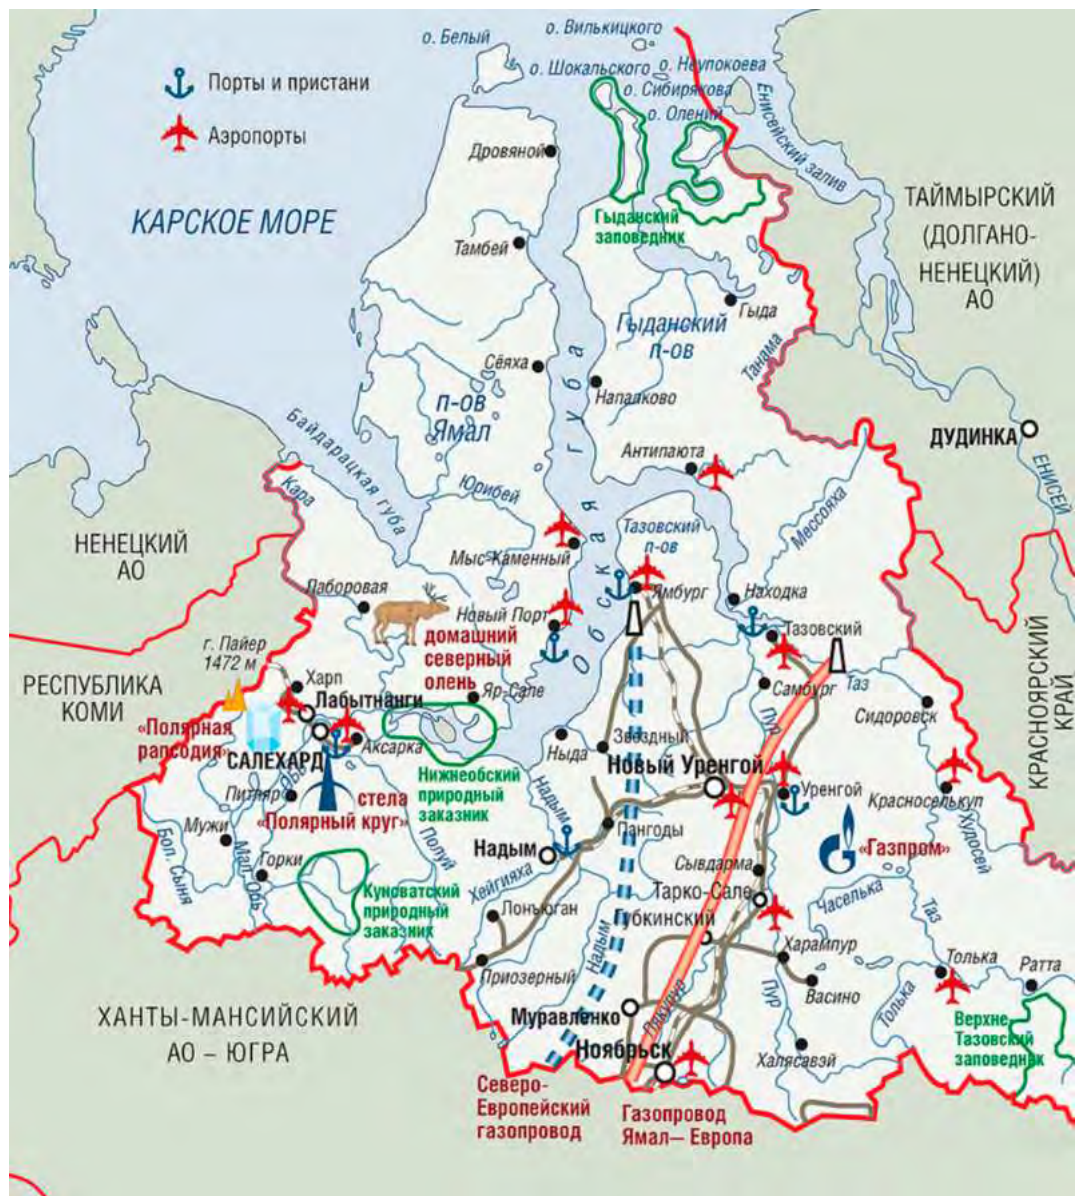 о. Вилькицкого
о. Белый
о. Шокальского
о. Неупокоева
о. Сибирякова
о. Олений
Порты и пристани
Аэропорты
Енисейский залив
Дровяной
КАРСКОЕ МОРЕ
ТАЙМЫРСКИЙ
(ДОЛГАНО-
НЕНЕЦКИЙ)
АО
Гыданский
заповедник
Тамбей
Гыда
Гыданский
п-ов
Танама
Сёяха
Напалково
п-ов
Ямал
Обская губа
Байдарацкая губа
ДУДИНКА
ЕНИСЕЙ
Антипаюта
Кара
Юрибей
Мессояха
Тазовский
п-ов
НЕНЕЦКИЙ
АО
Мыс-Каменный
Лаборовая
Ямбург
Находка
Новый Порт
Тазовский
домашний
северный
олень
г. Пайер
1472 м
КРАСНОЯРСКИЙ
КРАЙ
РЕСПУБЛИКА
КОМИ
Харп
Яр-Сале
Самбург
Таз
Лабытнанги
Сидоровск
Пур
«Полярная
рапсодия»
Аксарка
САЛЕХАРД
Обь
Ныда
Звездный
Новый Уренгой
Нижнеобский
природный
заказник
Питляр
стела
«Полярный круг»
Надым
Уренгой
Красноселькуп
Худосей
Мужи
Полуй
Пангоды
Бол. Сыня
Мал. Обь
Горки
Надым
«Газпром»
Сывдарма
Хейгияха
Куноватский
природный
заказник
Тарко-Сале
Часелька
Лонъюган
Губкинский
Таз
Надым
Харампур
Приозерный
Толька
Ратта
Пур
Васино
Толька
Пякупур
ХАНТЫ-МАНСИЙСКИЙ
АО – ЮГРА
Муравленко
Верхне-
Тазовский
заповедник
Ноябрьск
Халясавэй
Северо-
Европейский
газопровод
Газопровод
Ямал— Европа